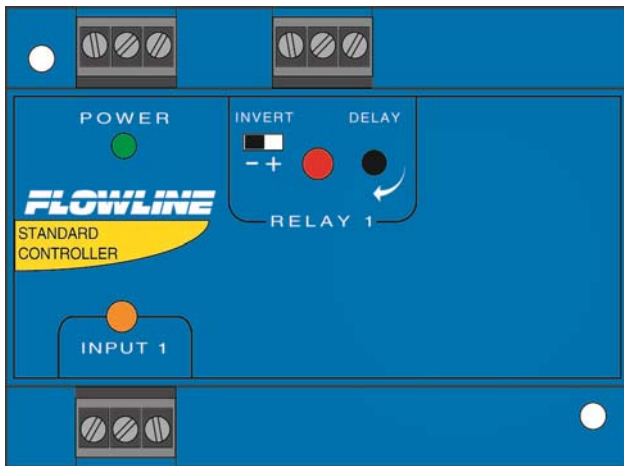 POWER
INVERT
DELAY
- +
FLOWLINE
RELAY 1
STANDARD
CONTROLLER
INPUT 1